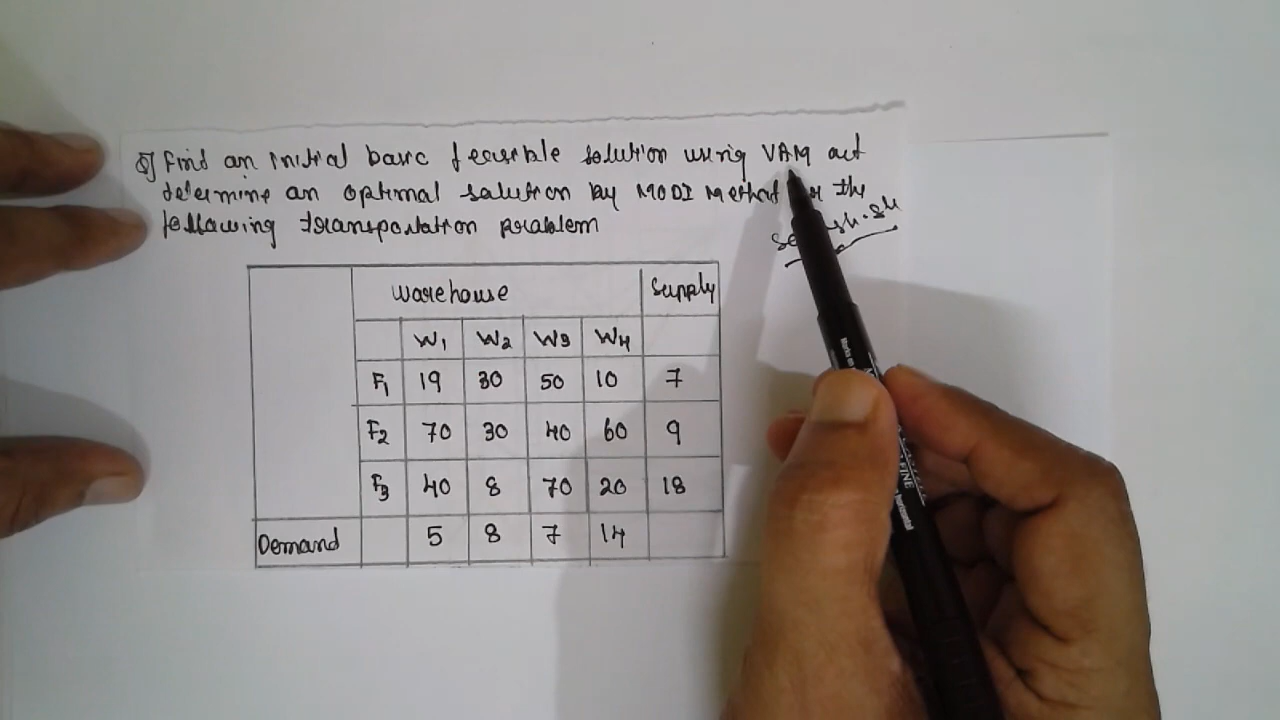 Q) Find an initial basic feasible solution using VAM and
determine an optimal solution by MODI Method the
following transportation problem
Warehouse Supply
W1 W2 W3 W4
F1 19 30 50 10 7
F2 70 30 40 60 9
F3 40 8 70 20 18
Demand 5 8 7 14